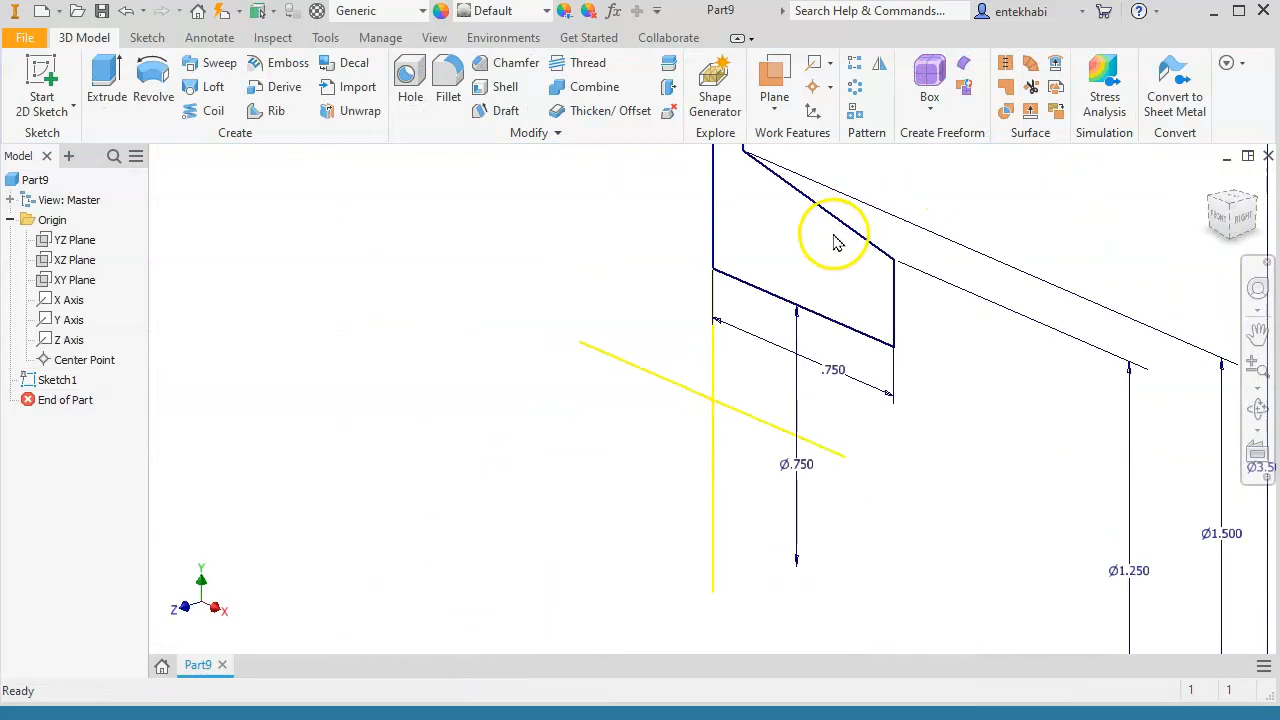 Generic
Default
Part9
Search Help & Commands...
entekhabi
File
3D Model
Sketch
Annotate
Inspect
Tools
Manage
View
Environments
Get Started
Collaborate
Start
2D Sketch
Sketch
Extrude
Revolve
Sweep
Loft
Coil
Emboss
Derive
Rib
Decal
Import
Unwrap
Create
Hole
Fillet
Chamfer
Shell
Draft
Thread
Combine
Thicken/ Offset
Modify
Shape
Generator
Explore
Plane
Work Features
Pattern
Box
Create Freeform
Surface
Stress
Analysis
Simulation
Convert to
Sheet Metal
Convert
Model
Part9
View: Master
Origin
YZ Plane
XZ Plane
XY Plane
X Axis
Y Axis
Z Axis
Center Point
Sketch1
End of Part
FRONT
RIGHT
.750
Ø.750
Ø1.250
Ø1.500
Y
Z
X
Part9
Ready
1
1